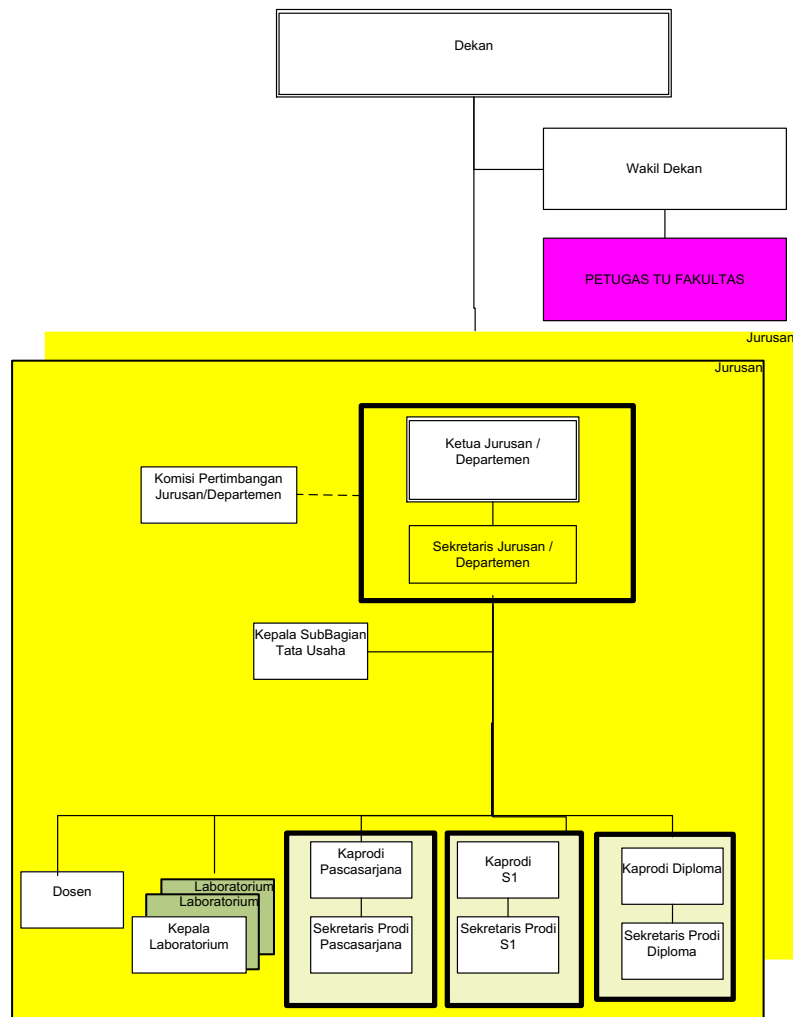 Dekan
Wakil Dekan
PETUGAS TU FAKULTAS
Jurusan
Jurusan
Ketua Jurusan /
Departemen
Komisi Pertimbangan
Jurusan/Departemen
Sekretaris Jurusan /
Departemen
Kepala SubBagian
Tata Usaha
Dosen
Laboratorium
Laboratorium
Kepala
Laboratorium
Kaprodi
Pascasarjana
Sekretaris Prodi
Pascasarjana
Kaprodi
S1
Sekretaris Prodi
S1
Kaprodi Diploma
Sekretaris Prodi
Diploma